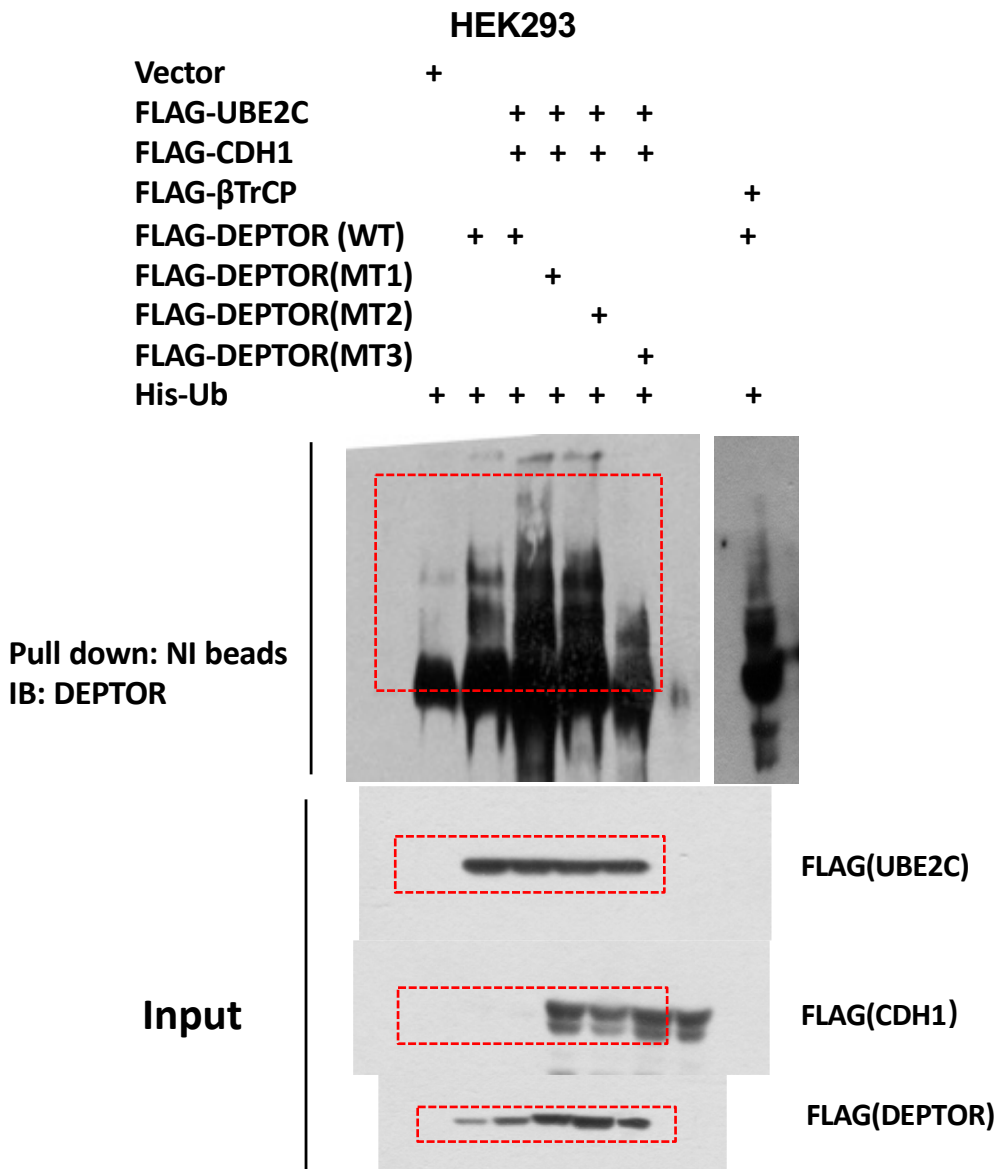 HEK293
Vector +
FLAG-UBE2C + + + +
FLAG-CDH1 + + + +
FLAG-βTrCP +
FLAG-DEPTOR (WT) + + +
FLAG-DEPTOR(MT1) +
FLAG-DEPTOR(MT2) +
FLAG-DEPTOR(MT3) +
His-Ub + + + + + + +
Pull down: NI beads
IB: DEPTOR
FLAG(UBE2C)
Input
FLAG(CDH1)
FLAG(DEPTOR)